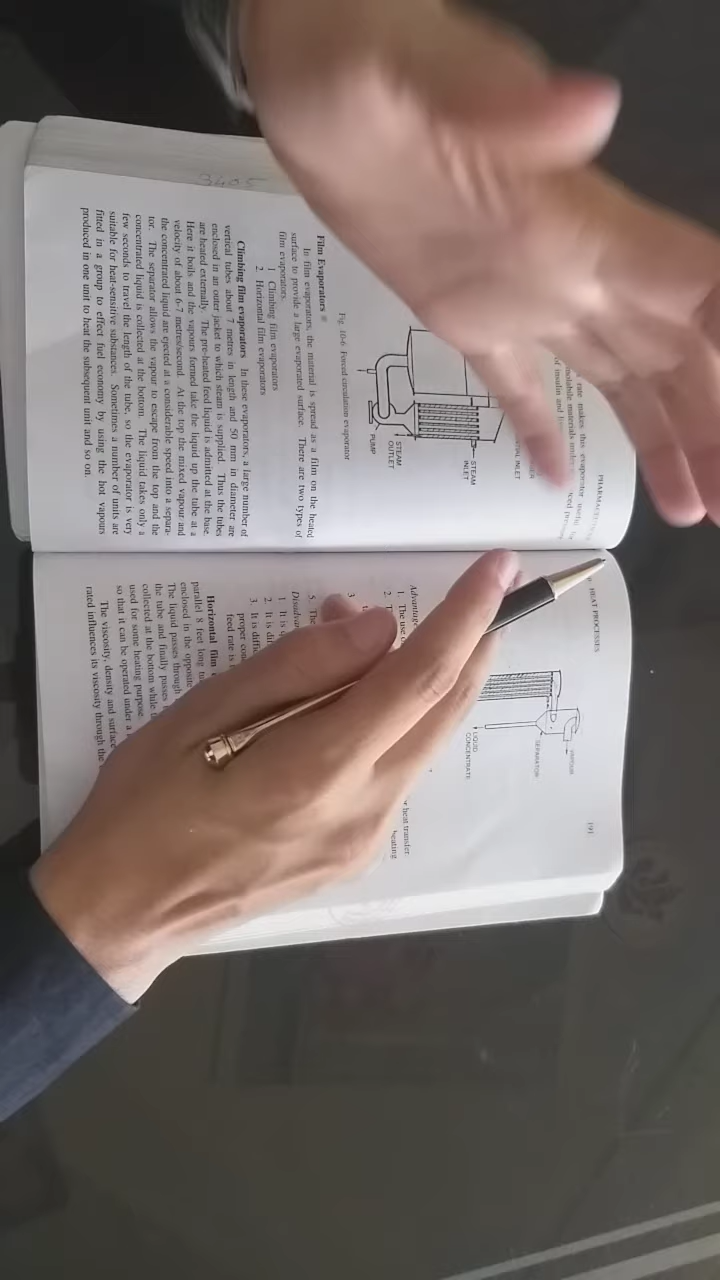 3405
PHARMACEUTICS
rate makes this evaporator useful
materials under reduced pressure
of insulin and
INLET
STEAM
INLET
STEAM
OUTLET
PUMP
Fig. 10-6 Forced circulation evaporator
Film Evaporators
In film evaporators, the material is spread as a film on the heated
surface to provide a large evaporated surface. There are two types of
film evaporators.
1 Climbing film evaporators
2. Horizontal film evaporators
Climbing film evaporators In these evaporators, a large number of
vertical tubes about 7 metres in length and 50 mm in diameter are
enclosed in an outer jacket to which steam is supplied. Thus the tubes
are heated externally. The pre-heated feed liquid is admitted at the base.
Here it boils and the vapours formed take the liquid up the tube at a
velocity of about 6-7 metres/second. At the top the mixed vapour and
the concentrated liquid are ejected at a considerable speed into a separa-
tor. The separator allows the vapour to escape from the top and the
concentrated liquid is collected at the bottom. The liquid takes only a
few seconds to travel the length of the tube, so the evaporator is very
suitable for heat-sensitive substances. Sometimes a number of units are
fitted in a group to effect fuel economy by using the hot vapours
produced in one unit to heat the subsequent unit and so on.
HEAT PROCESSES 191
VAPOUR
SEPARATOR
LIQUID
CONCENTRATE
Advantages
1. The use heat transfer
2. heating
3
5. The
Disadvan
1 It is
2 It is
3 It is
proper
feed rate is
Horizontal film
parallel 8 feet long
enclosed in the opposite
The liquid passes through
the tube and finally passes
collected at the bottom while
used for some heating purpose.
so that it can be operated under a
The viscosity, density and surface
rated influences its viscosity through the